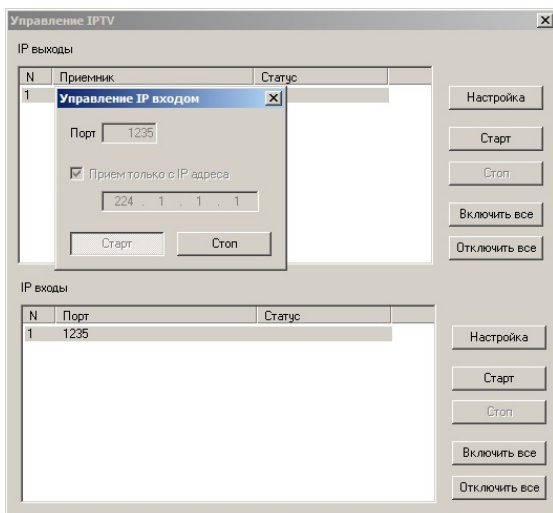 Управление IPTV
IP выходы
N Приемник Статус
1
Управление IP входом
Порт 1235
Прием только с IP адреса
224 . 1 . 1 . 1
Старт Стоп
Настройка
Старт
Стоп
Включить все
Отключить все
IP входы
N Порт Статус
1 1235
Настройка
Старт
Стоп
Включить все
Отключить все